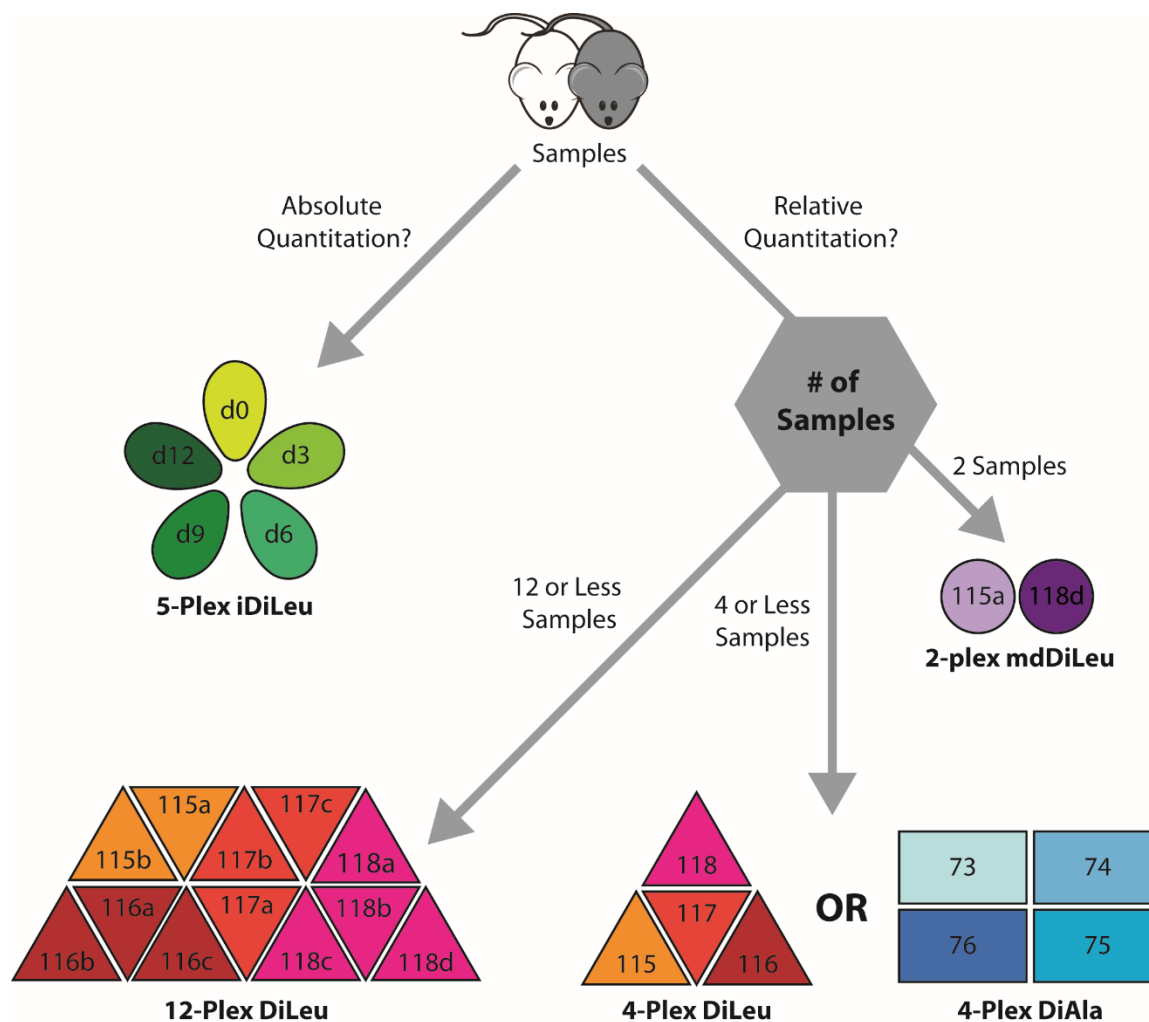 Samples
Absolute
Quantitation?
Relative
Quantitation?
# of
Samples
d0
d12
d3
d9
d6
5-Plex iDiLeu
2 Samples
12 or Less
Samples
4 or Less
Samples
115a
118d
2-plex mdDiLeu
115a
117c
115b
117b
118a
116a
117a
118b
116b
116c
118c
118d
12-Plex DiLeu
118
117
115
116
4-Plex DiLeu
OR
73
74
76
75
4-Plex DiAla